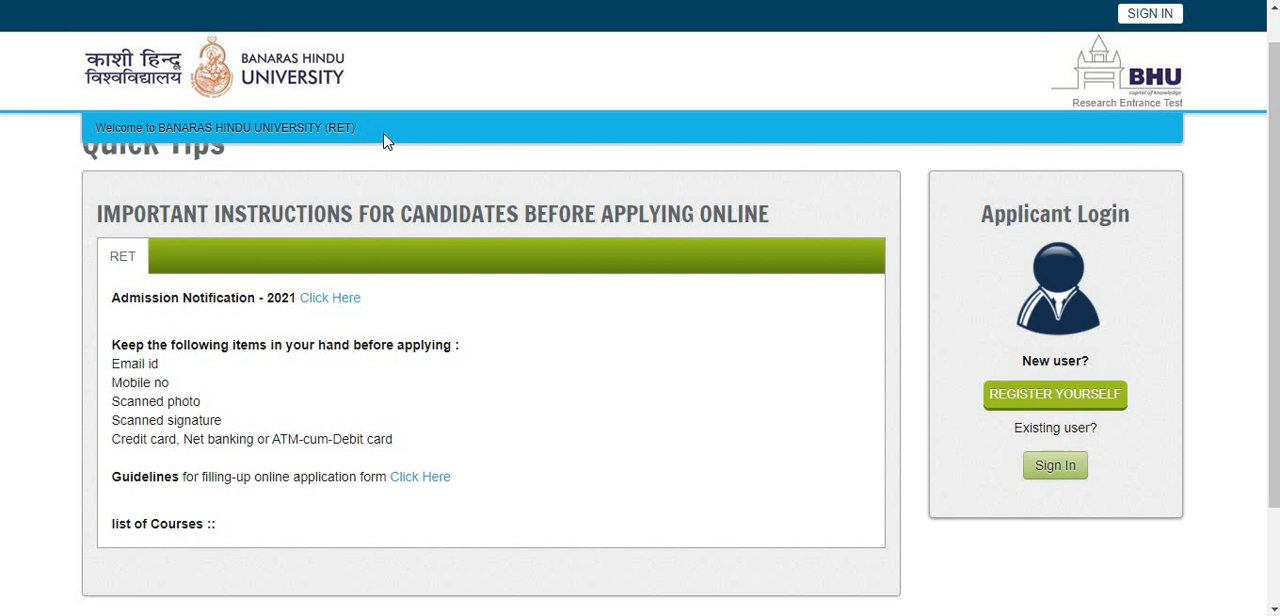 SIGN IN
काशी हिन्दू
विश्वविद्यालय
BANARAS HINDU
UNIVERSITY
BHU
capital of knowledge
Research Entrance Test
Welcome to BANARAS HINDU UNIVERSITY (RET)
Quick Tips
IMPORTANT INSTRUCTIONS FOR CANDIDATES BEFORE APPLYING ONLINE
RET
Admission Notification - 2021 Click Here
Keep the following items in your hand before applying :
Email id
Mobile no
Scanned photo
Scanned signature
Credit card, Net banking or ATM-cum-Debit card
Guidelines for filling-up online application form Click Here
list of Courses ::
Applicant Login
New user?
REGISTER YOURSELF
Existing user?
Sign In